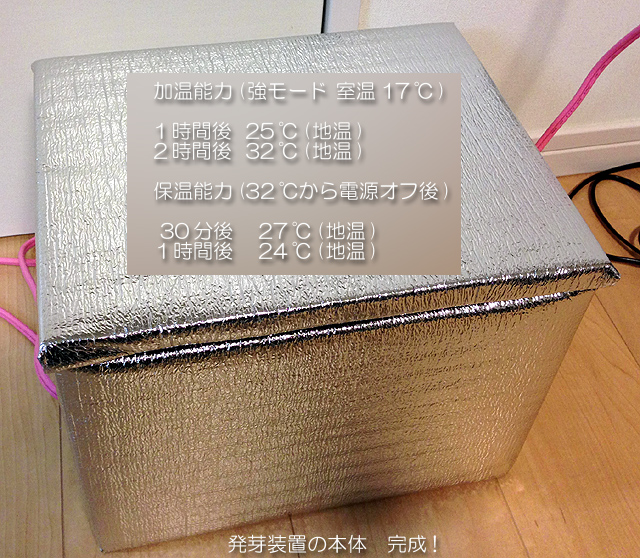 加温能力(強モード 室温17℃)
1時間後 25℃(地温)
2時間後 32℃(地温)
保温能力(32℃から電源オフ後)
30分後 27℃(地温)
1時間後 24℃(地温)
発芽装置の本体 完成!